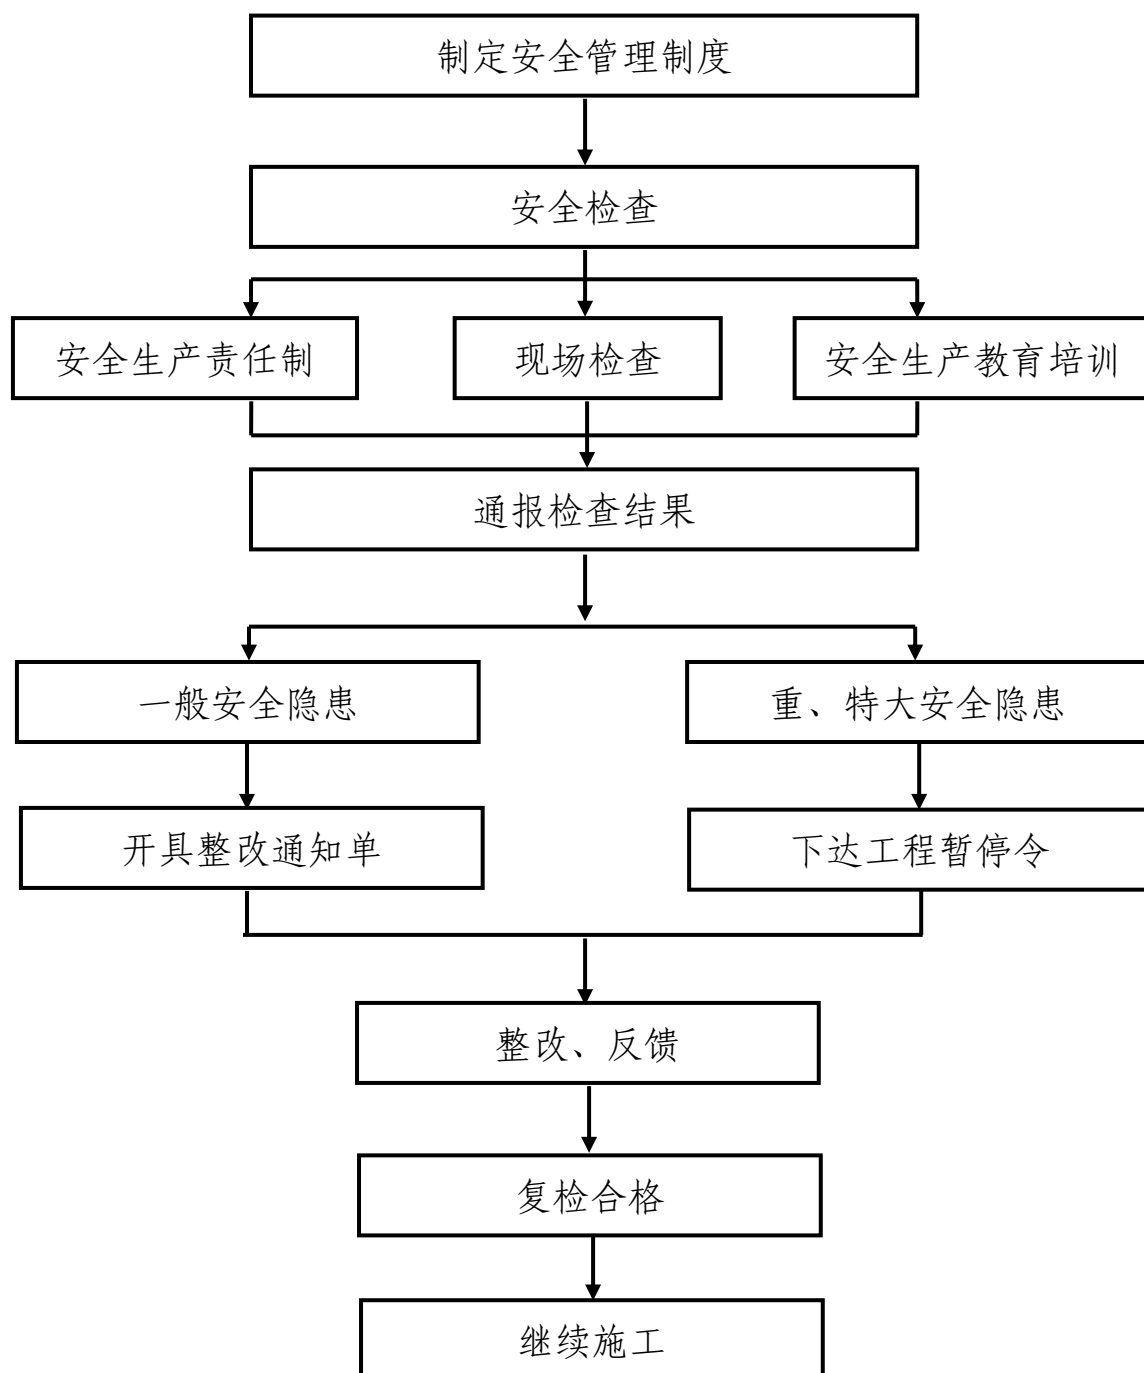 制定安全管理制度
安全检查
安全生产责任制
现场检查
安全生产教育培训
通报检查结果
一般安全隐患
重、特大安全隐患
开具整改通知单
下达工程暂停令
整改、反馈
复检合格
继续施工